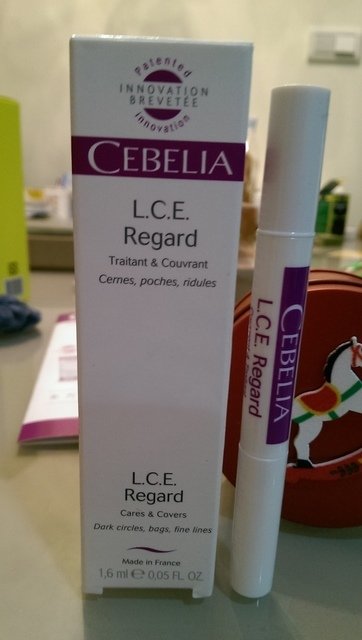 Patented
INNOVATION
BREVETÉE
innovation
CEBELIA
L.C.E.
Regard
Traitant & Couvrant
Cernes, poches, ridules
L.C.E.
Regard
Cares & Covers
Dark circles, bags, fine lines
Made in France
1,6 ml ℮ 0,05 FL. OZ
CEBELIA
L.C.E. Regard